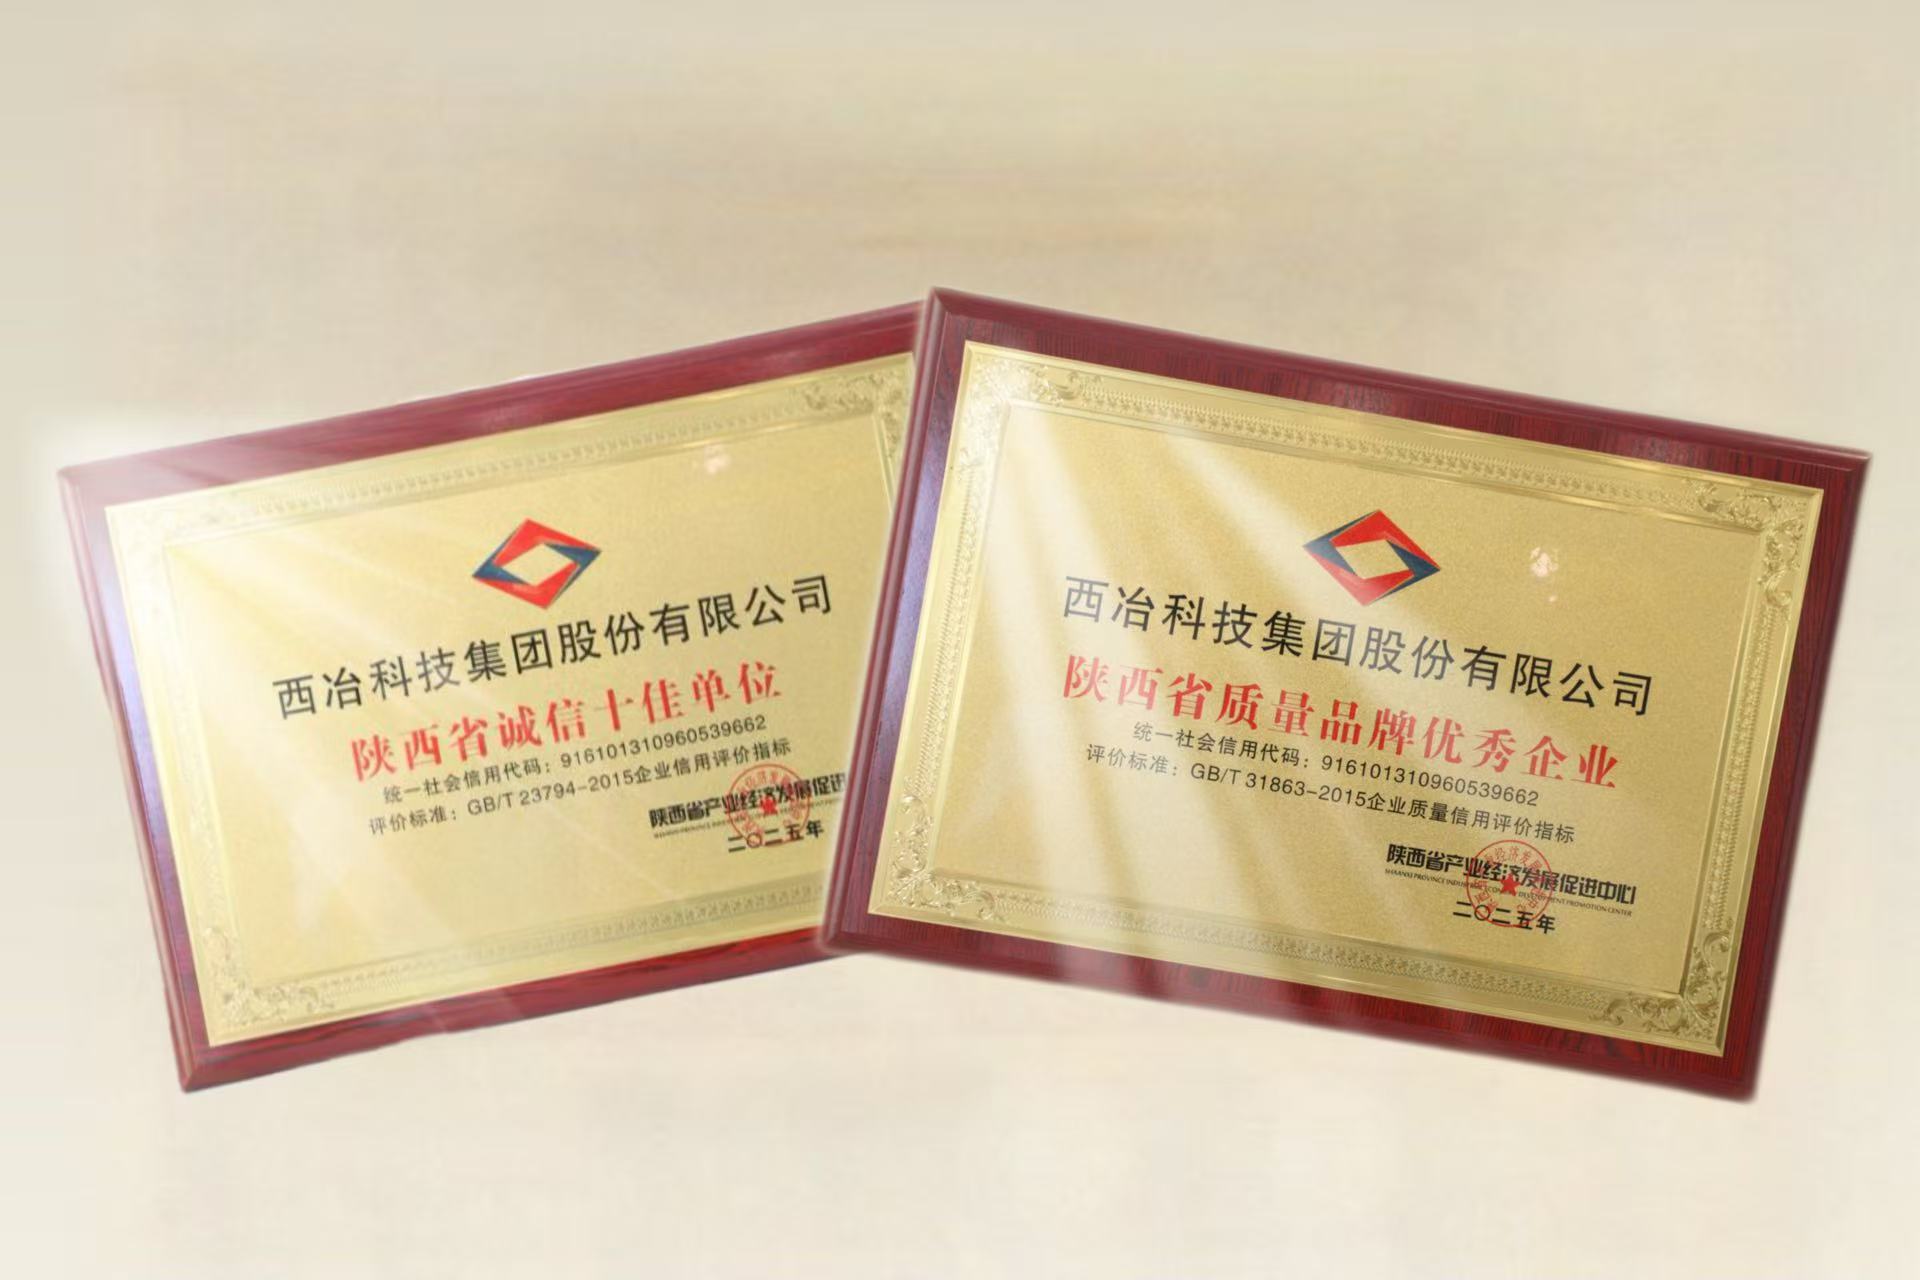 西冶科技集团股份有限公司
陕西省诚信十佳单位
统一社会信用代码：916101310960539662
评价标准：GB/T 23794-2015企业信用评价指标
陕西省产业经济发展促进
二〇二五年
西冶科技集团股份有限公司
陕西省质量品牌优秀企业
统一社会信用代码：916101310960539662
评价标准：GB/T 31863-2015企业质量信用评价指标
陕西省产业经济发展促进中心
SHAANXI PROVINCE INDUSTRIAL ECONOMIC DEVELOPMENT PROMOTION CENTER
二〇二五年